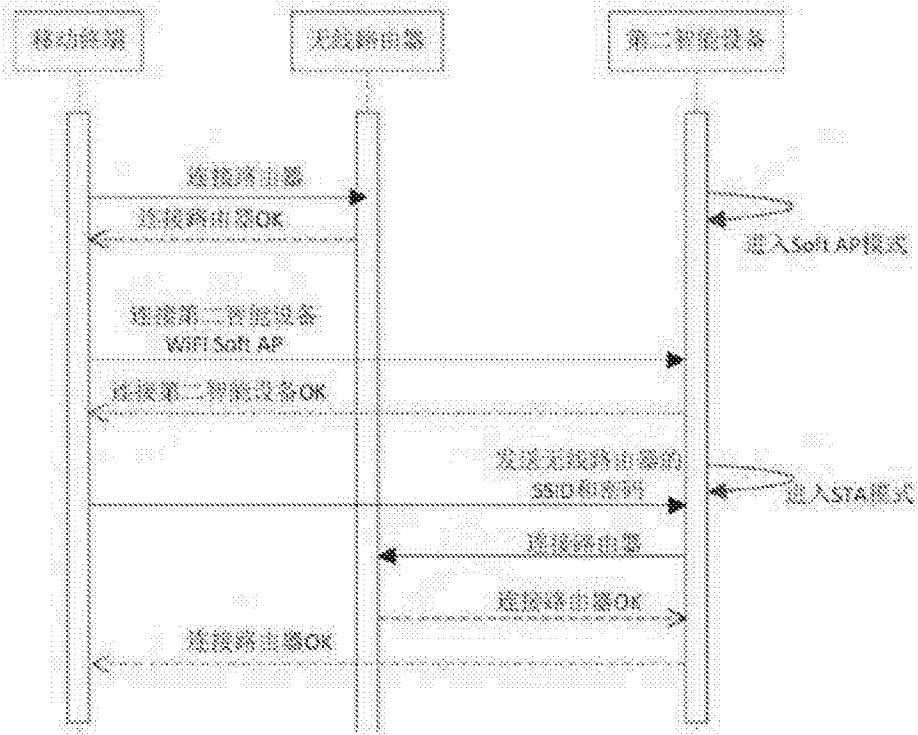 移动终端
无线路由器
第二智能设备
连接路由器
连接路由器OK
进入Soft AP模式
连接第二智能设备
WIFI Soft AP
连接第二智能设备OK
发送无线路由器的
SSID和密码
进入STA模式
连接路由器
连接路由器OK
连接路由器OK